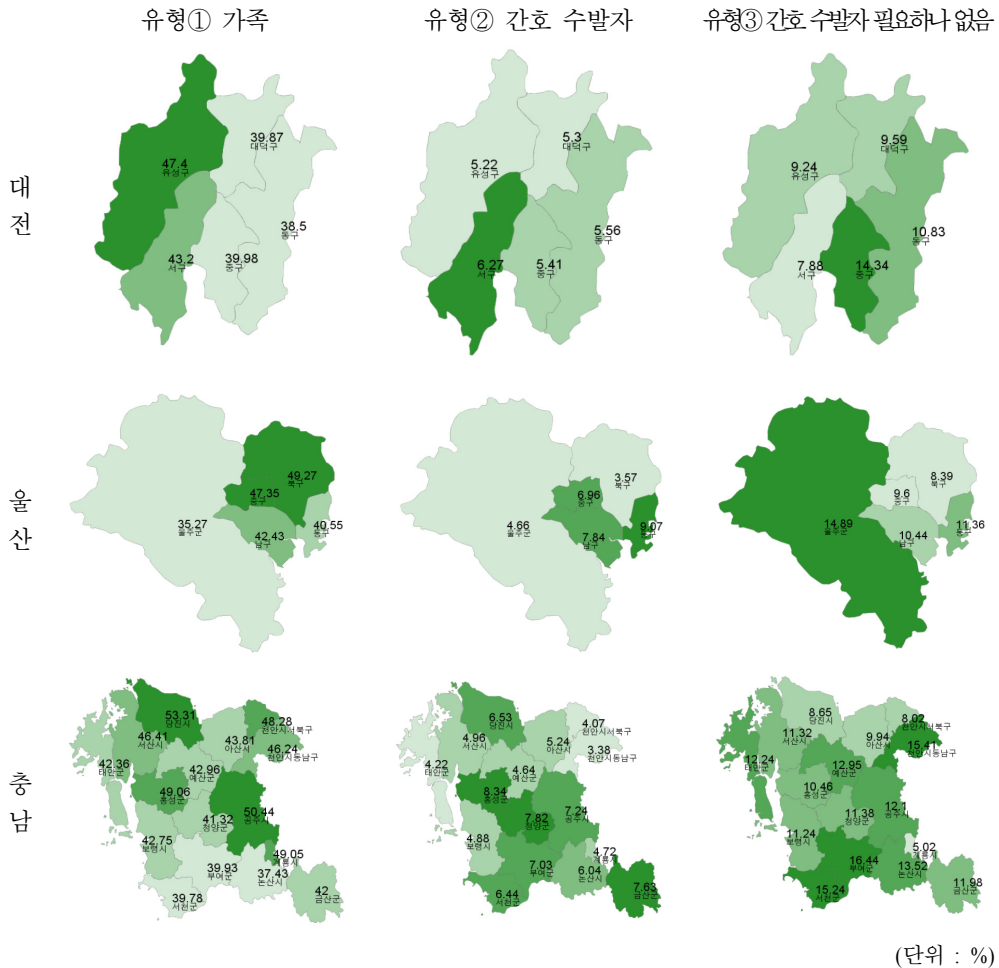 유형① 가족
유형② 간호 수발자
유형③ 간호 수발자 필요하나 없음
대전
39.87
대덕구
47.4
유성구
38.5
동구
43.2
서구
39.98
중구
5.3
대덕구
5.22
유성구
5.56
동구
6.27
서구
5.41
중구
9.59
대덕구
9.24
유성구
10.83
동구
7.88
서구
14.34
중구
울산
49.27
북구
47.35
중구
35.27
울주군
42.43
남구
40.55
동구
3.57
북구
6.96
중구
4.66
울주군
7.84
남구
9.07
동구
8.39
북구
9.6
중구
14.89
울주군
10.44
남구
11.36
동구
충남
53.31
당진시
48.28
천안시서북구
46.41
서산시
43.81
아산시
46.24
천안시동남구
42.36
태안군
42.96
예산군
49.06
홍성군
50.44
공주시
41.32
청양군
42.75
보령시
49.05
계룡시
39.93
부여군
37.43
논산시
39.78
서천군
42
금산군
6.53
당진시
4.07
천안시서북구
4.96
서산시
5.24
아산시
3.38
천안시동남구
4.22
태안군
4.64
예산군
8.34
홍성군
7.24
공주시
7.82
청양군
4.88
보령시
4.72
계룡시
7.03
부여군
6.04
논산시
6.44
서천군
7.63
금산군
8.65
당진시
8.02
천안시서북구
11.32
서산시
9.94
아산시
15.41
천안시동남구
12.24
태안군
12.95
예산군
10.46
홍성군
12.1
공주시
11.38
청양군
11.24
보령시
5.02
계룡시
16.44
부여군
13.52
논산시
15.24
서천군
11.98
금산군
(단위 : %)